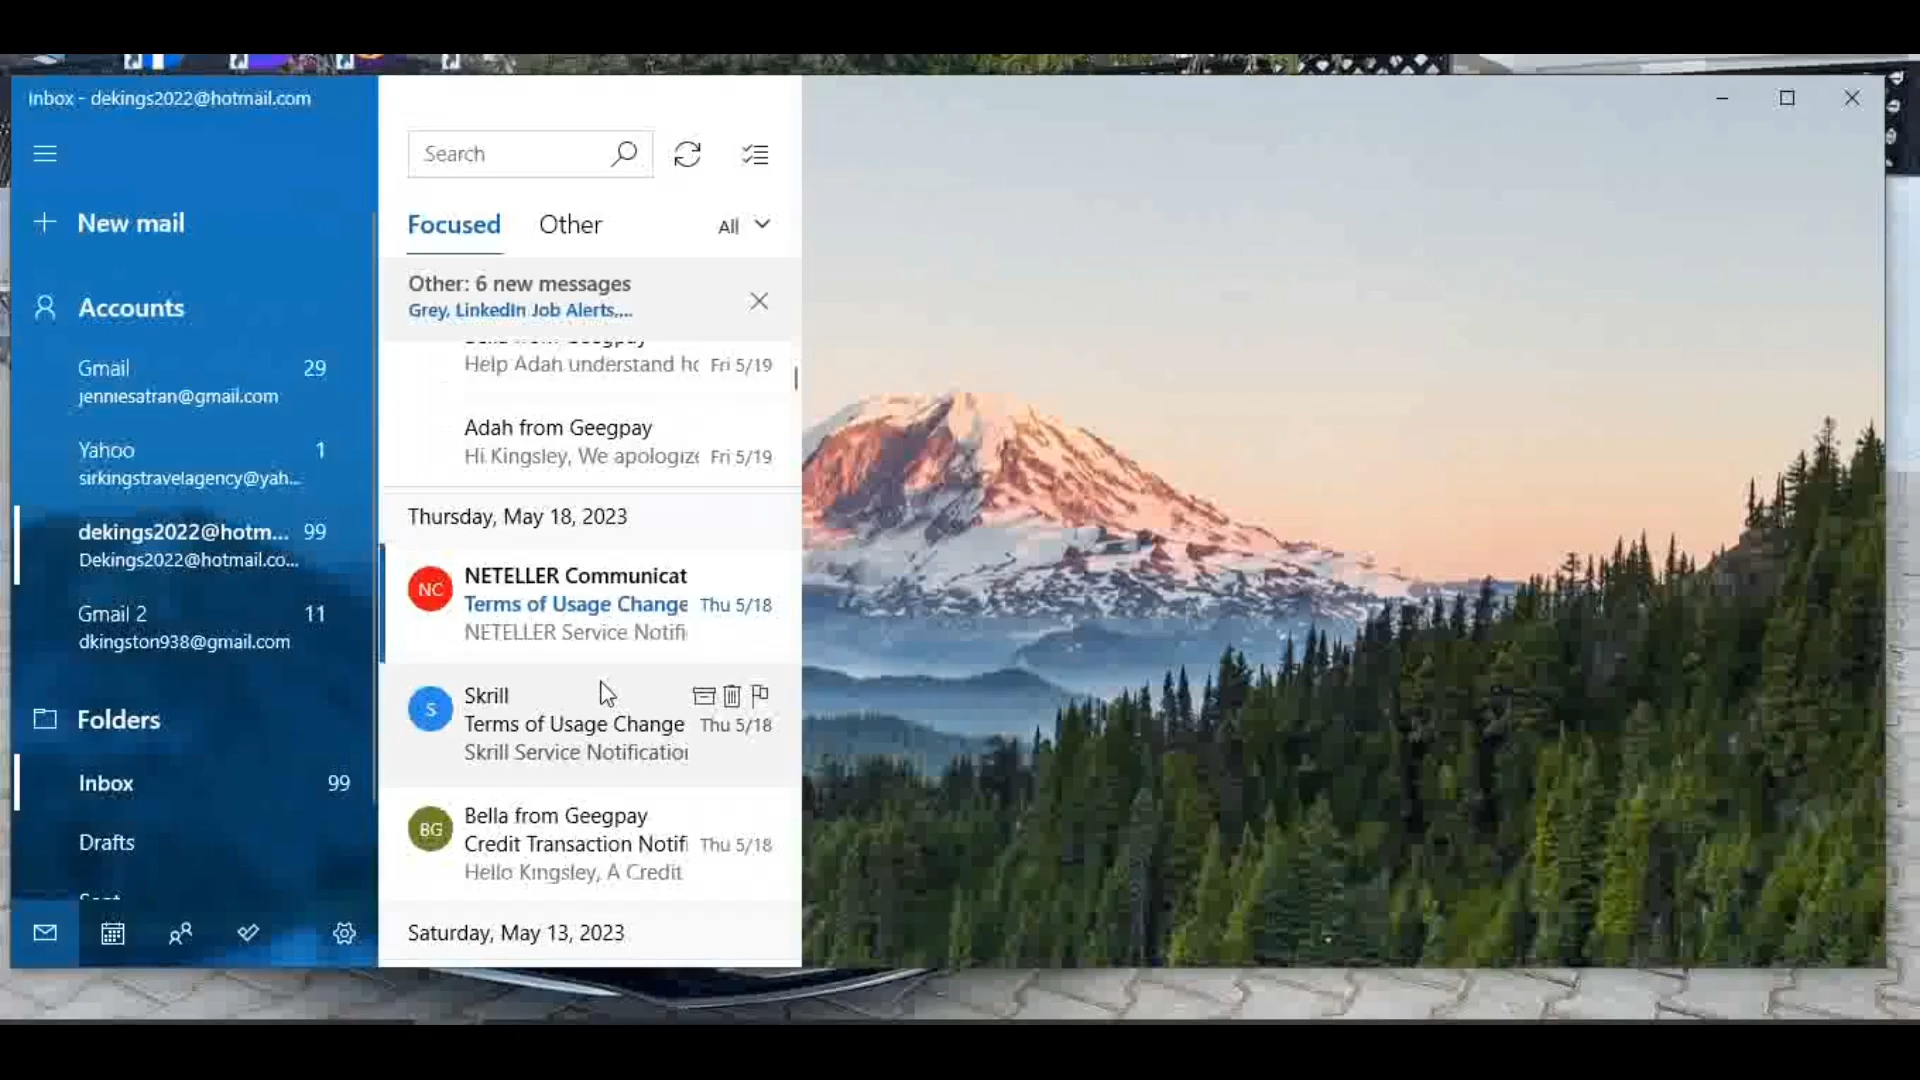 Inbox - dekings2022@hotmail.com
New mail
Accounts
Gmail 29
jenniesatran@gmail.com
Yahoo 1
sirkingstravelagency@yah...
dekings2022@hotm... 99
Dekings2022@hotmail.co...
Gmail 2 11
dkingston938@gmail.com
Folders
Inbox 99
Drafts
Search
Focused Other All
Other: 6 new messages
Grey, LinkedIn Job Alerts,...
Help Adah understand Fri 5/19
Adah from Geegpay
Hi Kingsley, We apologize Fri 5/19
Thursday, May 18, 2023
NC
NETELLER Communicat
Terms of Usage Change Thu 5/18
NETELLER Service Notifi
S
Skrill
Terms of Usage Change Thu 5/18
Skrill Service Notificatio
BG
Bella from Geegpay
Credit Transaction Notifi Thu 5/18
Hello Kingsley, A Credit
Saturday, May 13, 2023